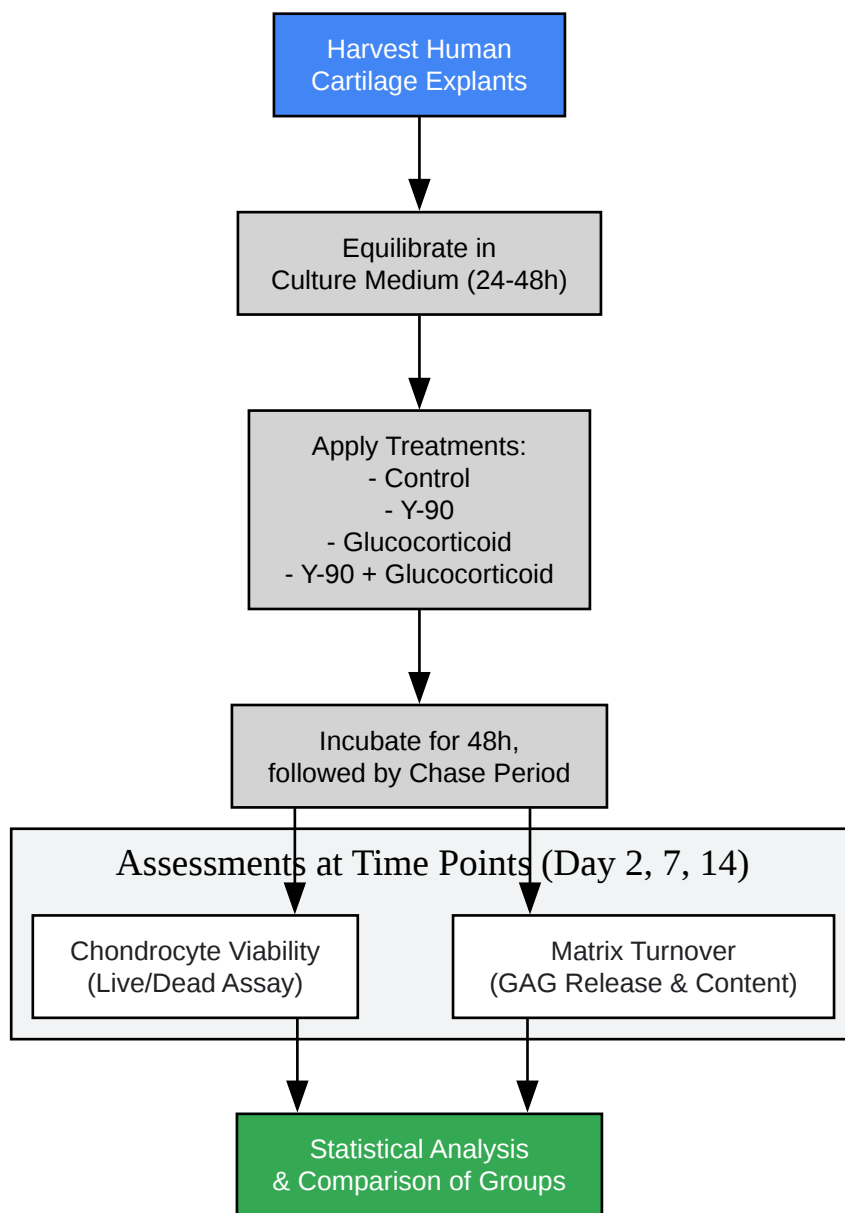 Harvest Human
Cartilage Explants
Equilibrate in
Culture Medium (24-48h)
Apply Treatments:
- Control
- Y-90
- Glucocorticoid
- Y-90 + Glucocorticoid
Incubate for 48h,
followed by Chase Period
Assessments at Time Points (Day 2, 7, 14)
Chondrocyte Viability
(Live/Dead Assay)
Matrix Turnover
(GAG Release & Content)
Statistical Analysis
& Comparison of Groups